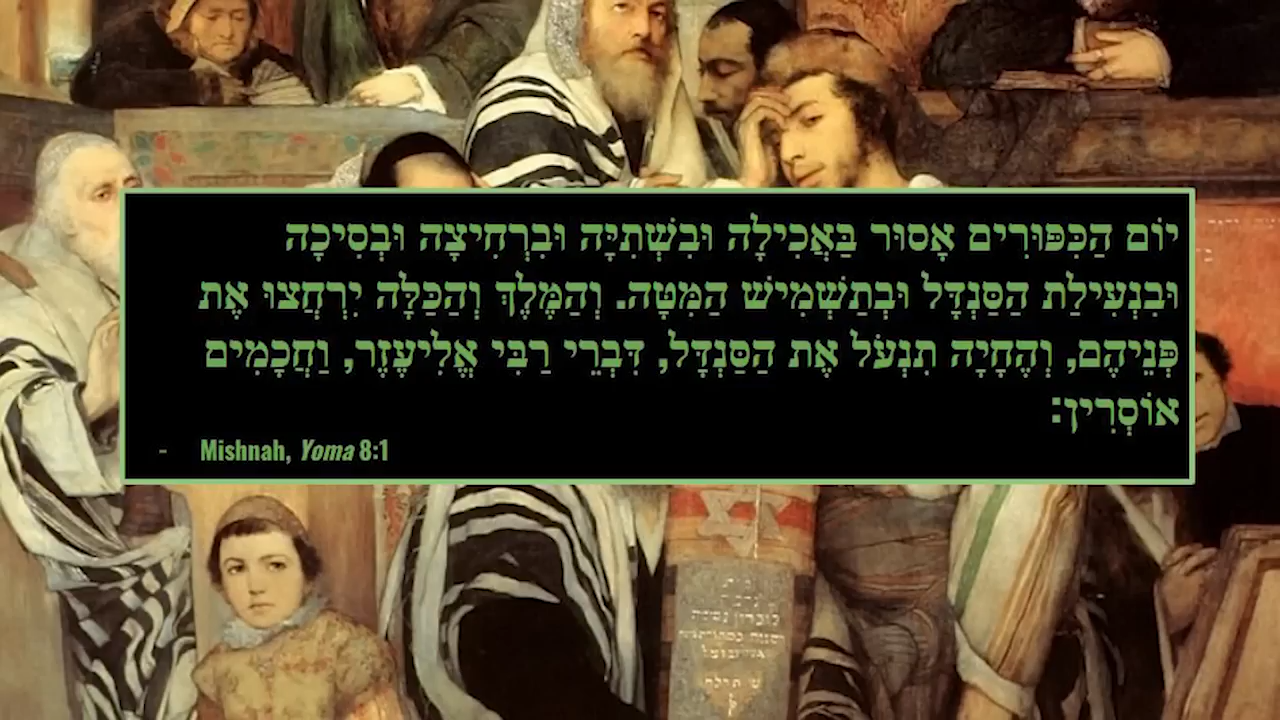 יוֹם הַכִּפּוּרִים אָסוּר בַּאֲכִילָה וּבִשְׁתִיָּה וּבִרְחִיצָה וּבְסִיכָה
וּבִנְעִילַת הַסַּנְדָּל וּבְתַשְׁמִישׁ הַמִּטָּה. וְהַמֶּלֶךְ וְהַכַּלָּה יִרְחֲצוּ אֶת
פְּנֵיהֶם, וְהֶחָיָה תִנְעֹל אֶת הַסַּנְדָּל, דִּבְרֵי רַבִּי אֱלִיעֶזֶר, וַחֲכָמִים
אוֹסְרִין:
- Mishnah, Yoma 8:1